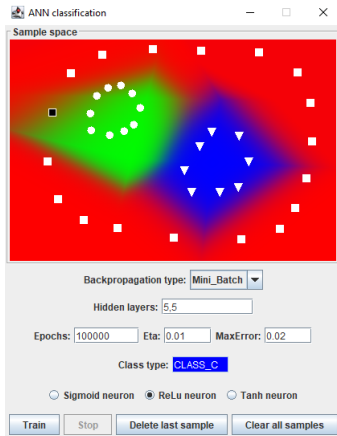 ANN classification
Sample space
Backpropagation type: Mini_Batch
Hidden layers: 5,5
Epochs: 100000 Eta: 0.01 MaxError: 0.02
Class type: CLASS_C
Sigmoid neuron ReLu neuron Tanh neuron
Train Stop Delete last sample Clear all samples